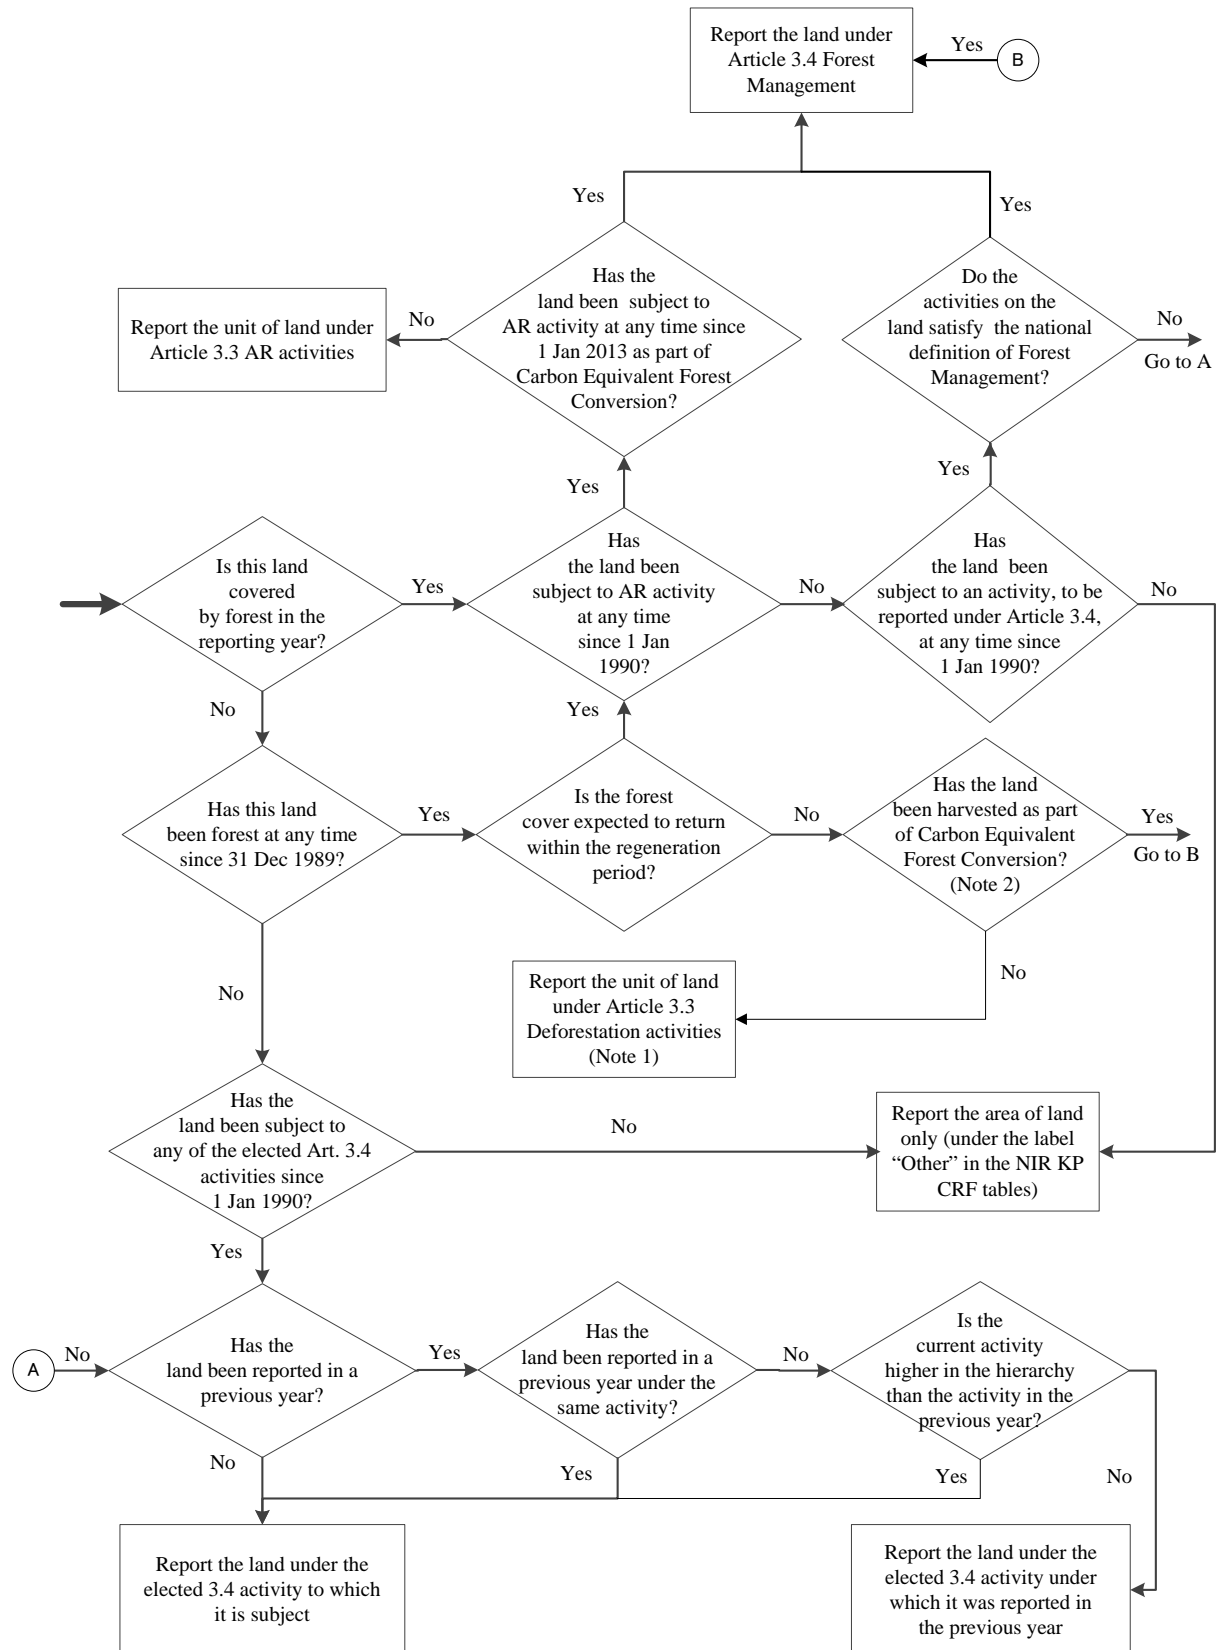 Report the land under
Article 3.4 Forest
Management
Yes
B
Yes
Yes
Has the
land been subject to
AR activity at any time since
1 Jan 2013 as part of
Carbon Equivalent Forest
Conversion?
Do the
activities on the
land satisfy the national
definition of Forest
Management?
No
Report the unit of land under
Article 3.3 AR activities
No
Go to A
Yes
Yes
Is this land
covered
by forest in the
reporting year?
Yes
Has
the land been
subject to AR activity
at any time
since 1 Jan
1990?
No
Has
the land been
subject to an activity, to be
reported under Article 3.4,
at any time since
1 Jan 1990?
No
No
Yes
Has this land
been forest at any time
since 31 Dec 1989?
Yes
Is the forest
cover expected to return
within the regeneration
period?
No
Has the land
been harvested as part
of Carbon Equivalent
Forest Conversion?
(Note 2)
Yes
Go to B
No
No
Report the unit of land
under Article 3.3
Deforestation activities
(Note 1)
Has the
land been subject to
any of the elected Art. 3.4
activities since
1 Jan 1990?
No
Report the area of land
only (under the label
“Other” in the NIR KP
CRF tables)
Yes
A
No
Has the
land been reported in a
previous year?
Yes
Has the
land been reported in a
previous year under the
same activity?
No
Is the
current activity
higher in the hierarchy
than the activity in the
previous year?
No
Yes
Yes
No
Report the land under the
elected 3.4 activity to which
it is subject
Report the land under the
elected 3.4 activity under
which it was reported in
the previous year